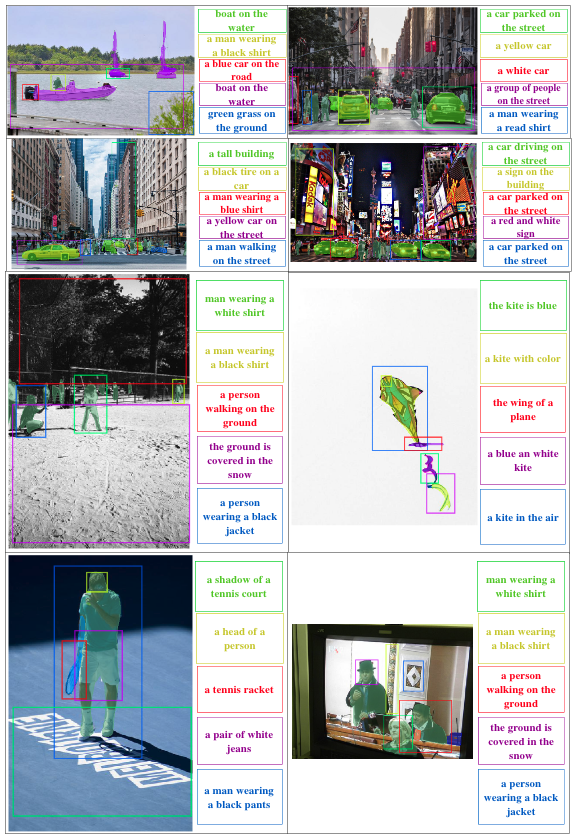 boat on the
water
a man wearing
a black shirt
a blue car on the
road
boat on the
water
green grass on
the ground
a car parked on
the street
a yellow car
a white car
a group of people
on the street
a man wearing
a read shirt
a tall building
a black tire on a
car
a man wearing a
blue shirt
a yellow car on the
street
a man walking
on the street
Kodak
a car driving on
the street
a sign on the
building
a car parked on
the street
a red and white
sign
a car parked on
the street
man wearing a
white shirt
a man wearing
a black shirt
a person
walking on the
ground
the ground is
covered in the
snow
a person
wearing a black
jacket
the kite is blue
a kite with color
the wing of a
plane
a blue an white
kite
a kite in the air
a shadow of a
tennis court
a head of a
person
a tennis racket
a pair of white
jeans
a man wearing
a black pants
man wearing a
white shirt
a man wearing
a black shirt
a person
walking on the
ground
the ground is
covered in the
snow
a person
wearing a black
jacket